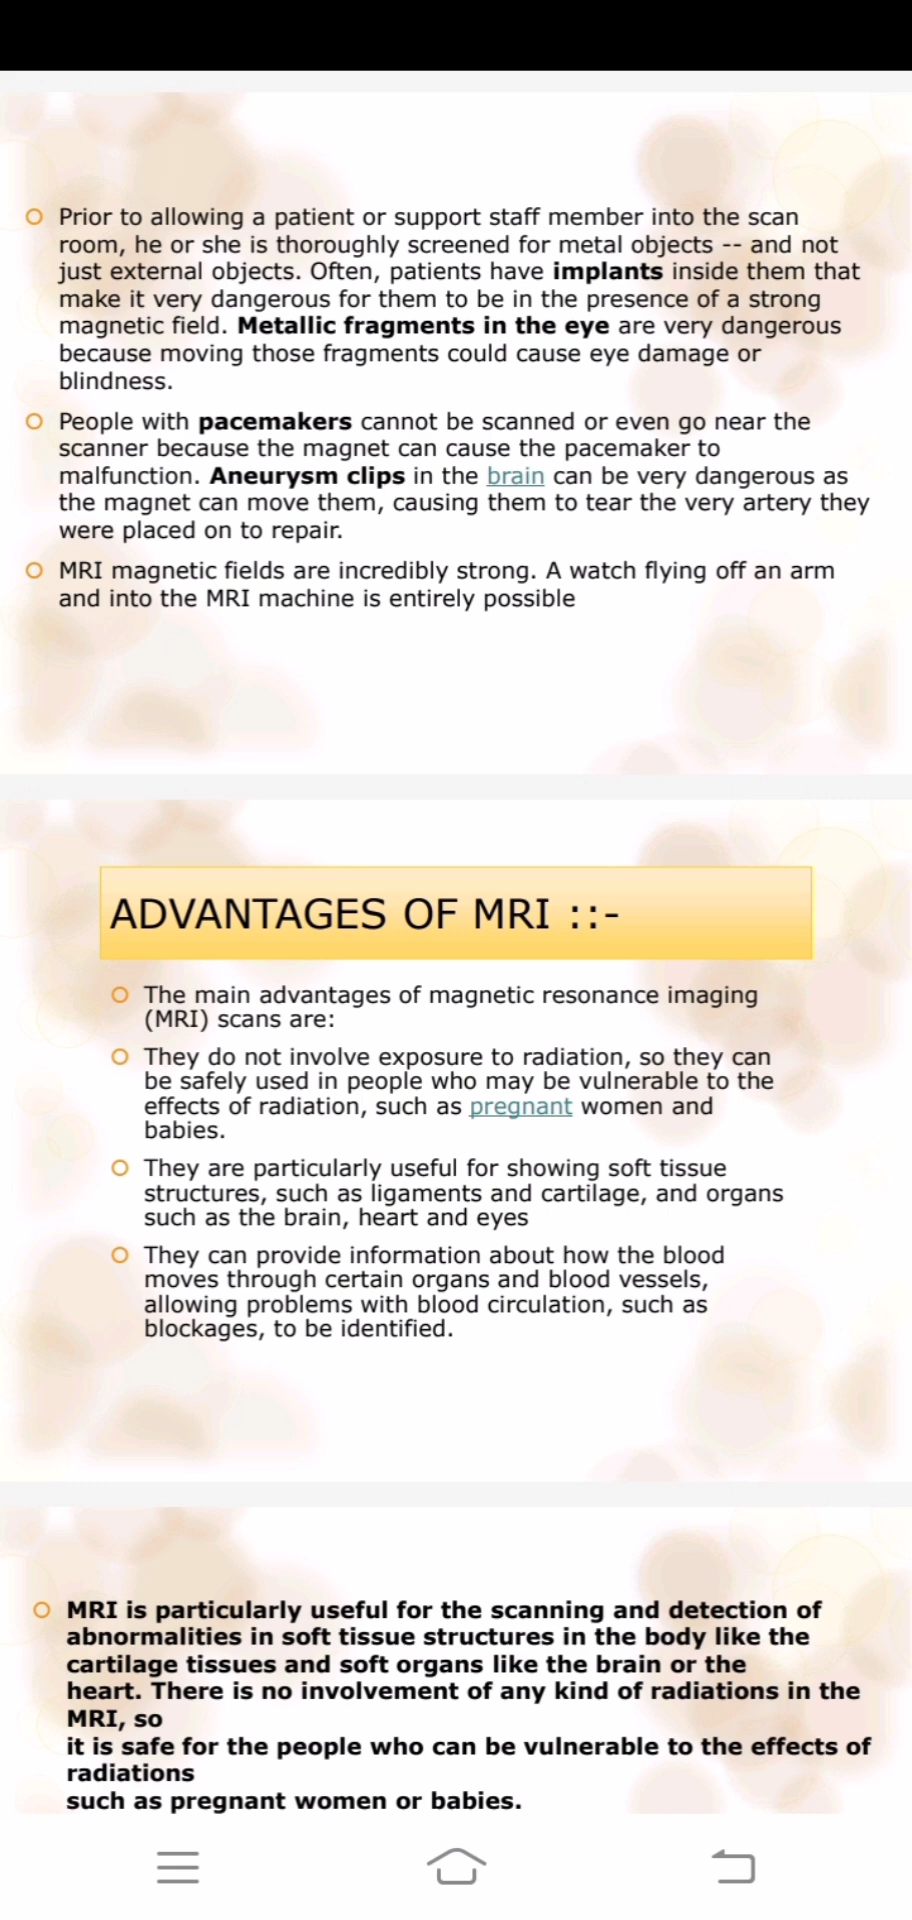 Prior to allowing a patient or support staff member into the scan
room, he or she is thoroughly screened for metal objects -- and not
just external objects. Often, patients have implants inside them that
make it very dangerous for them to be in the presence of a strong
magnetic field. Metallic fragments in the eye are very dangerous
because moving those fragments could cause eye damage or
blindness.
People with pacemakers cannot be scanned or even go near the
scanner because the magnet can cause the pacemaker to
malfunction. Aneurysm clips in the brain can be very dangerous as
the magnet can move them, causing them to tear the very artery they
were placed on to repair.
MRI magnetic fields are incredibly strong. A watch flying off an arm
and into the MRI machine is entirely possible
ADVANTAGES OF MRI ::-
The main advantages of magnetic resonance imaging
(MRI) scans are:
They do not involve exposure to radiation, so they can
be safely used in people who may be vulnerable to the
effects of radiation, such as pregnant women and
babies.
They are particularly useful for showing soft tissue
structures, such as ligaments and cartilage, and organs
such as the brain, heart and eyes
They can provide information about how the blood
moves through certain organs and blood vessels,
allowing problems with blood circulation, such as
blockages, to be identified.
MRI is particularly useful for the scanning and detection of
abnormalities in soft tissue structures in the body like the
cartilage tissues and soft organs like the brain or the
heart. There is no involvement of any kind of radiations in the
MRI, so
it is safe for the people who can be vulnerable to the effects of
radiations
such as pregnant women or babies.